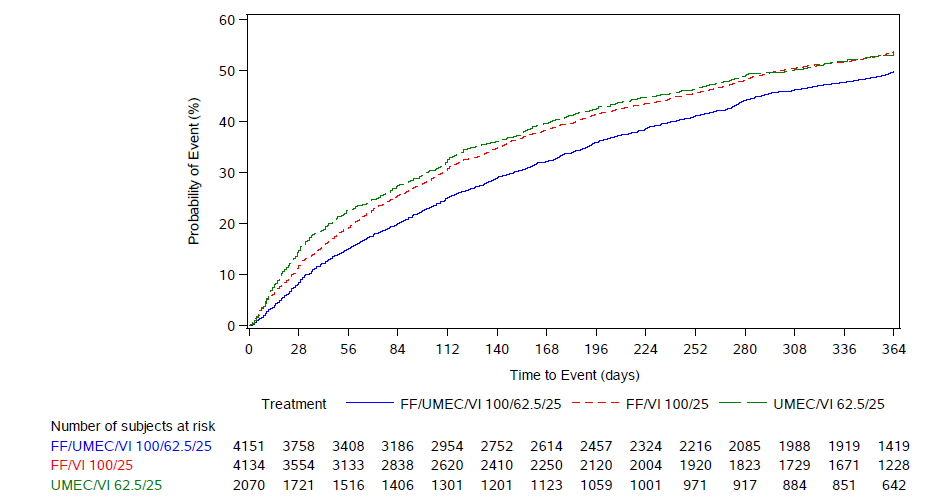 60
50
40
30
20
10
0
Probability of Event (%)
0 28 56 84 112 140 168 196 224 252 280 308 336 364
Time to Event (days)
Treatment FF/UMEC/VI 100/62.5/25 FF/VI 100/25 UMEC/VI 62.5/25
Number of subjects at risk
FF/UMEC/VI 100/62.5/25 4151 3758 3408 3186 2954 2752 2614 2457 2324 2216 2085 1988 1919 1419
FF/VI 100/25 4134 3554 3133 2838 2620 2410 2250 2120 2004 1920 1823 1729 1671 1228
UMEC/VI 62.5/25 2070 1721 1516 1406 1301 1201 1123 1059 1001 971 917 884 851 642